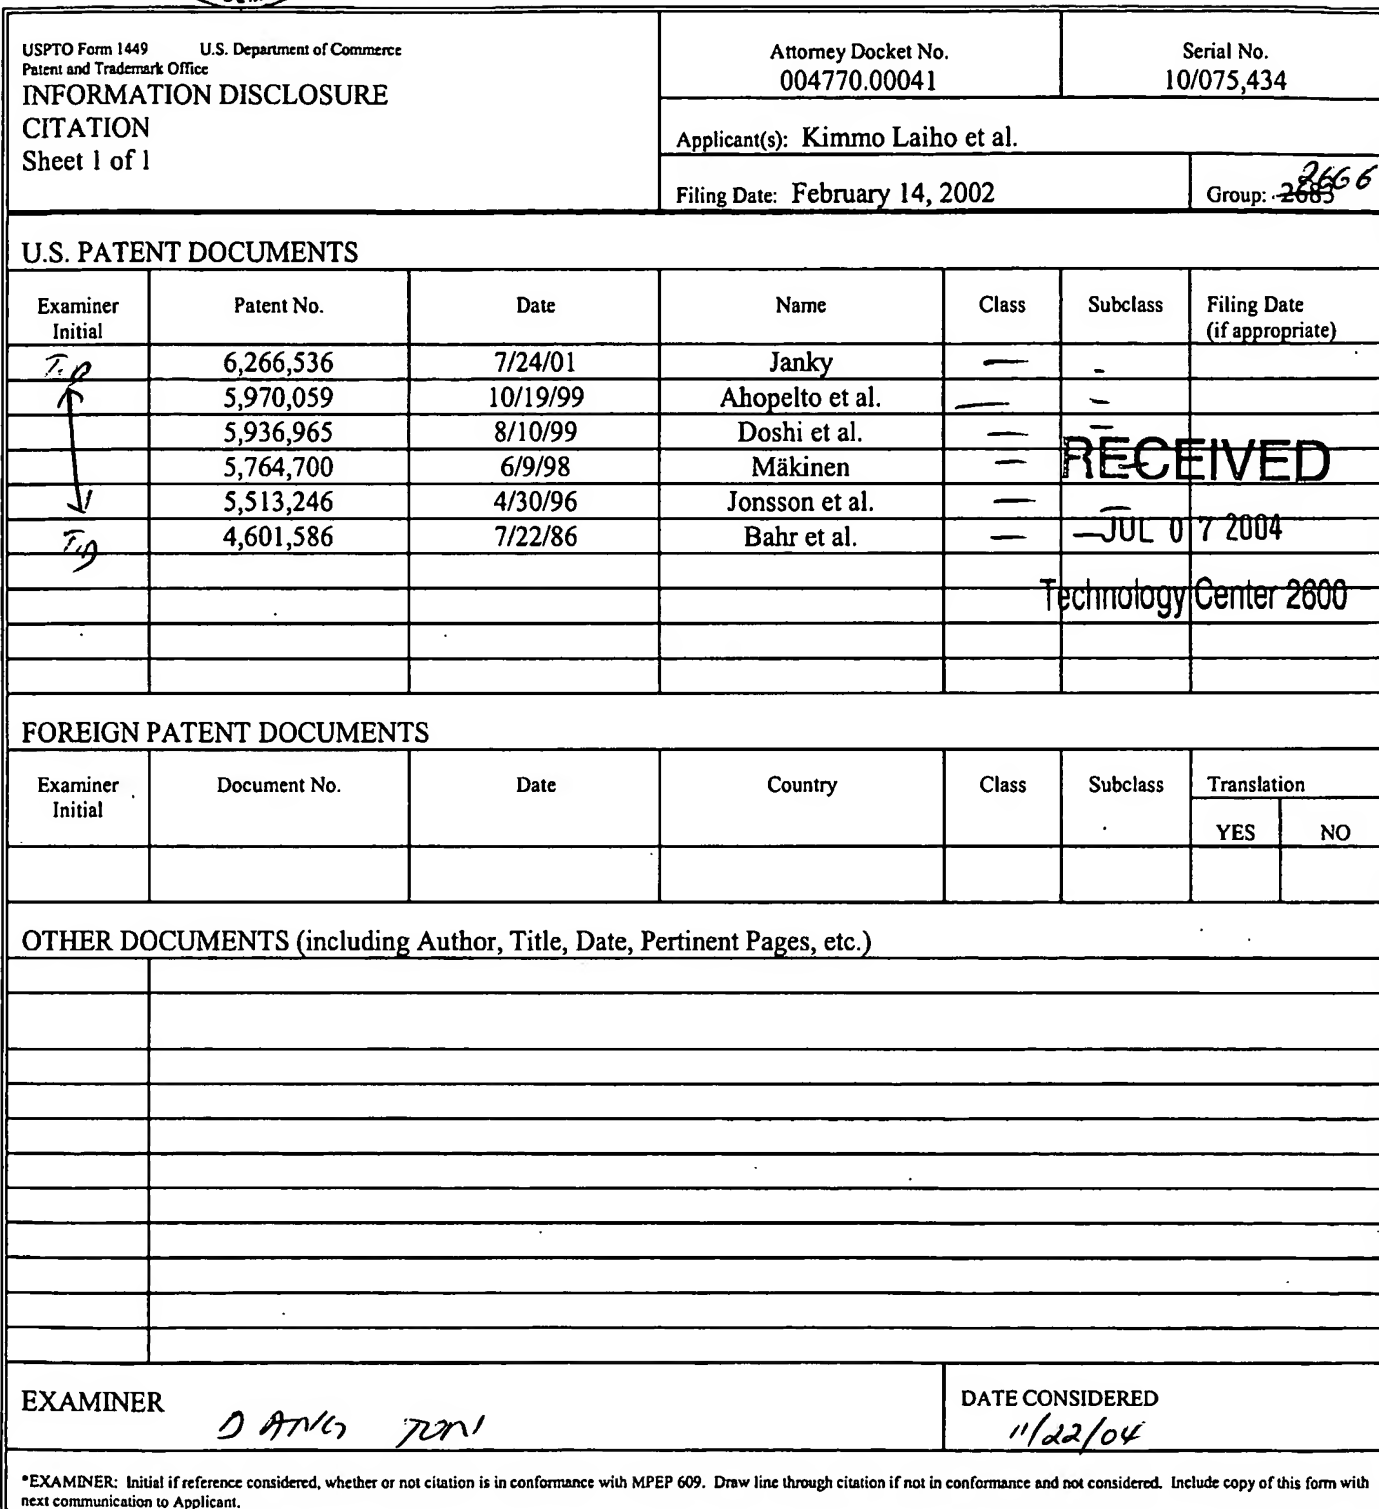 USPTO Form 1449 U.S. Department of Commerce
Patent and Trademark Office
INFORMATION DISCLOSURE
CITATION
Sheet 1 of 1
Attorney Docket No.
004770.00041
Serial No.
10/075,434
Applicant(s): Kimmo Laiho et al.
Filing Date: February 14, 2002
Group: 2683 2666
U.S. PATENT DOCUMENTS
Examiner Initial Patent No. Date Name Class Subclass Filing Date (if appropriate)
T.D 6,266,536 7/24/01 Janky — -
5,970,059 10/19/99 Ahopelto et al. — -
5,936,965 8/10/99 Doshi et al. — -
5,764,700 6/9/98 Mäkinen — -
5,513,246 4/30/96 Jonsson et al. — -
T.D 4,601,586 7/22/86 Bahr et al. — -
RECEIVED
JUL 07 2004
Technology Center 2600
FOREIGN PATENT DOCUMENTS
Examiner Initial Document No. Date Country Class Subclass Translation
YES NO
OTHER DOCUMENTS (including Author, Title, Date, Pertinent Pages, etc.)
EXAMINER DANG TON
DATE CONSIDERED
11/22/04
*EXAMINER: Initial if reference considered, whether or not citation is in conformance with MPEP 609. Draw line through citation if not in conformance and not considered. Include copy of this form with
next communication to Applicant.